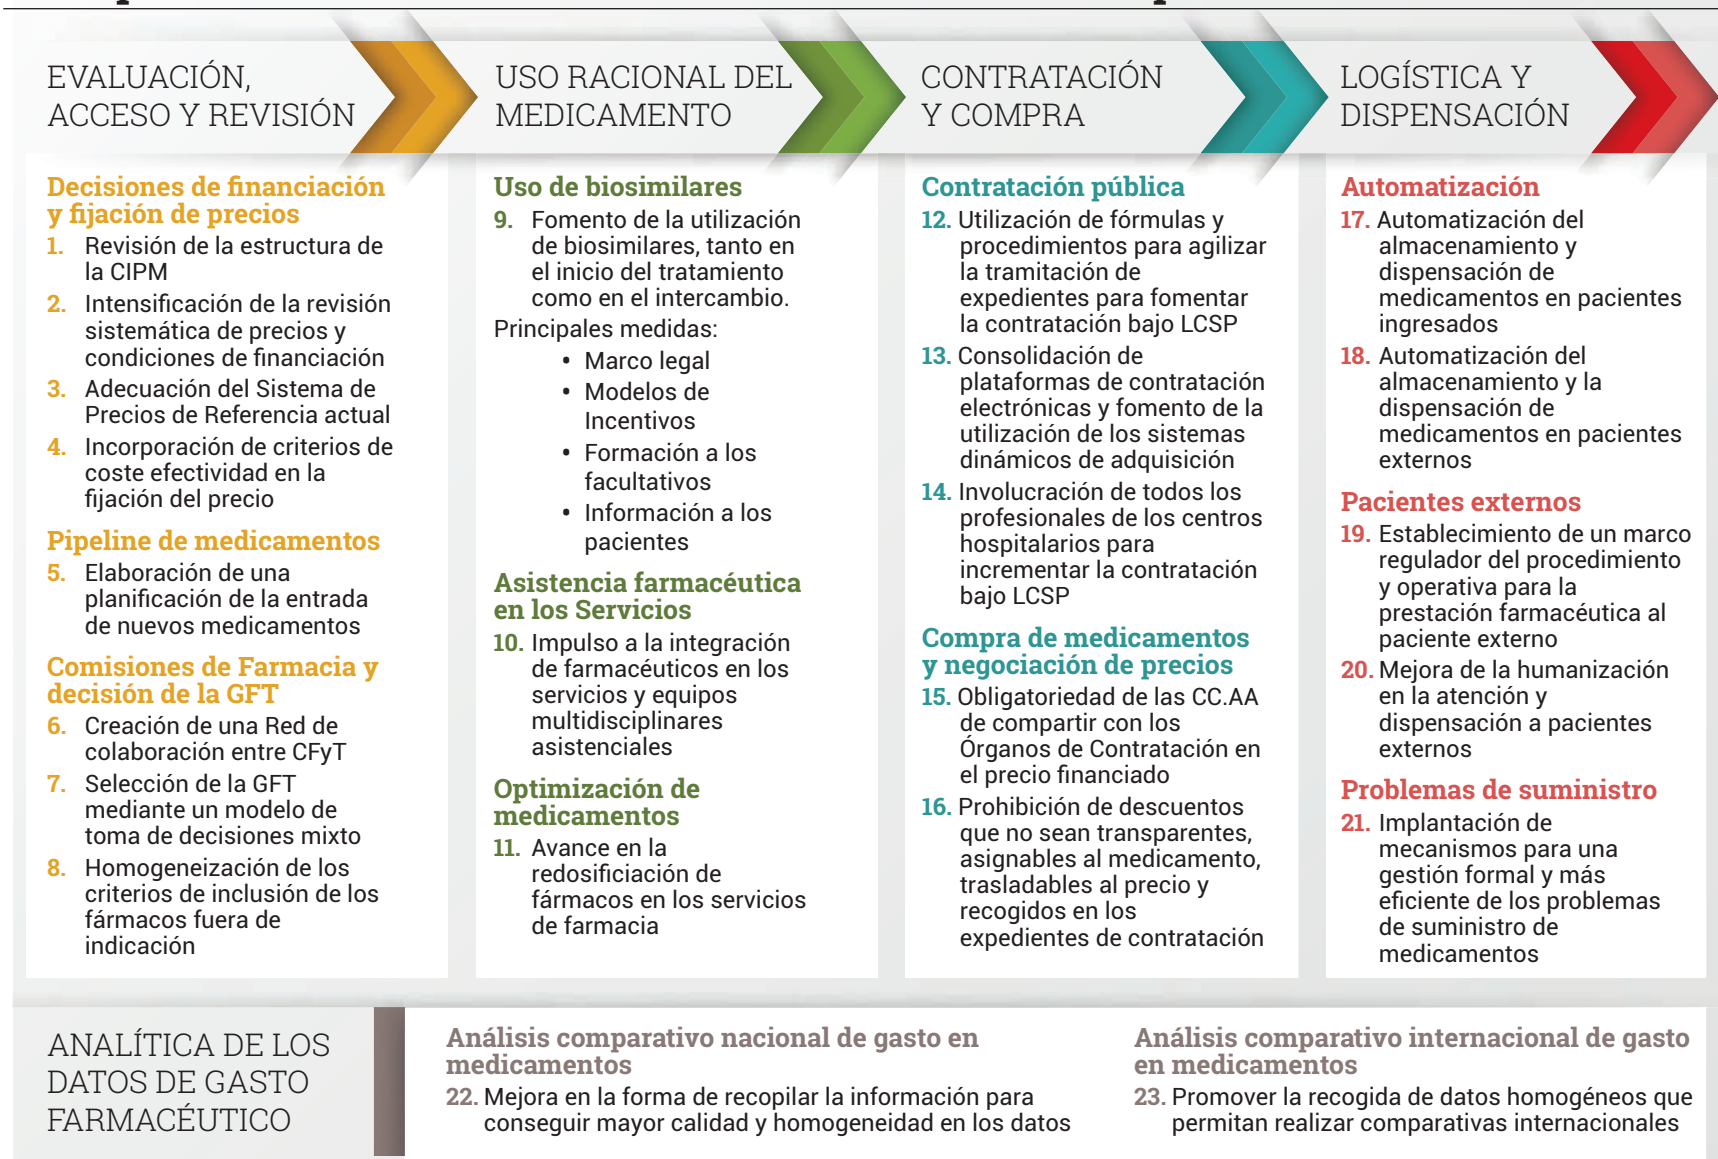 EVALUACIÓN,
ACCESO Y REVISIÓN
Decisiones de financiación
y fijación de precios
1. Revisión de la estructura de
la CIPM
2. Intensificación de la revisión
sistemática de precios y
condiciones de financiación
3. Adecuación del Sistema de
Precios de Referencia actual
4. Incorporación de criterios de
coste efectividad en la
fijación del precio
Pipeline de medicamentos
5. Elaboración de una
planificación de la entrada
de nuevos medicamentos
Comisiones de Farmacia y
decisión de la GFT
6. Creación de una Red de
colaboración entre CFyT
7. Selección de la GFT
mediante un modelo de
toma de decisiones mixto
8. Homogeneización de los
criterios de inclusión de los
fármacos fuera de
indicación
USO RACIONAL DEL
MEDICAMENTO
Uso de biosimilares
9. Fomento de la utilización
de biosimilares, tanto en
el inicio del tratamiento
como en el intercambio.
Principales medidas:
• Marco legal
• Modelos de
Incentivos
• Formación a los
facultativos
• Información a los
pacientes
Asistencia farmacéutica
en los Servicios
10. Impulso a la integración
de farmacéuticos en los
servicios y equipos
multidisciplinares
asistenciales
Optimización de
medicamentos
11. Avance en la
redosificiación de
fármacos en los servicios
de farmacia
CONTRATACIÓN
Y COMPRA
Contratación pública
12. Utilización de fórmulas y
procedimientos para agilizar
la tramitación de
expedientes para fomentar
la contratación bajo LCSP
13. Consolidación de
plataformas de contratación
electrónicas y fomento de la
utilización de los sistemas
dinámicos de adquisición
14. Involucración de todos los
profesionales de los centros
hospitalarios para
incrementar la contratación
bajo LCSP
Compra de medicamentos
y negociación de precios
15. Obligatoriedad de las CC.AA
de compartir con los
Órganos de Contratación en
el precio financiado
16. Prohibición de descuentos
que no sean transparentes,
asignables al medicamento,
trasladables al precio y
recogidos en los
expedientes de contratación
LOGÍSTICA Y
DISPENSACIÓN
Automatización
17. Automatización del
almacenamiento y
dispensación de
medicamentos en pacientes
ingresados
18. Automatización del
almacenamiento y la
dispensación de
medicamentos en pacientes
externos
Pacientes externos
19. Establecimiento de un marco
regulador del procedimiento
y operativa para la
prestación farmacéutica al
paciente externo
20. Mejora de la humanización
en la atención y
dispensación a pacientes
externos
Problemas de suministro
21. Implantación de
mecanismos para una
gestión formal y más
eficiente de los problemas
de suministro de
medicamentos
ANALÍTICA DE LOS
DATOS DE GASTO
FARMACÉUTICO
Análisis comparativo nacional de gasto en
medicamentos
22. Mejora en la forma de recopilar la información para
conseguir mayor calidad y homogeneidad en los datos
Análisis comparativo internacional de gasto
en medicamentos
23. Promover la recogida de datos homogéneos que
permitan realizar comparativas internacionales